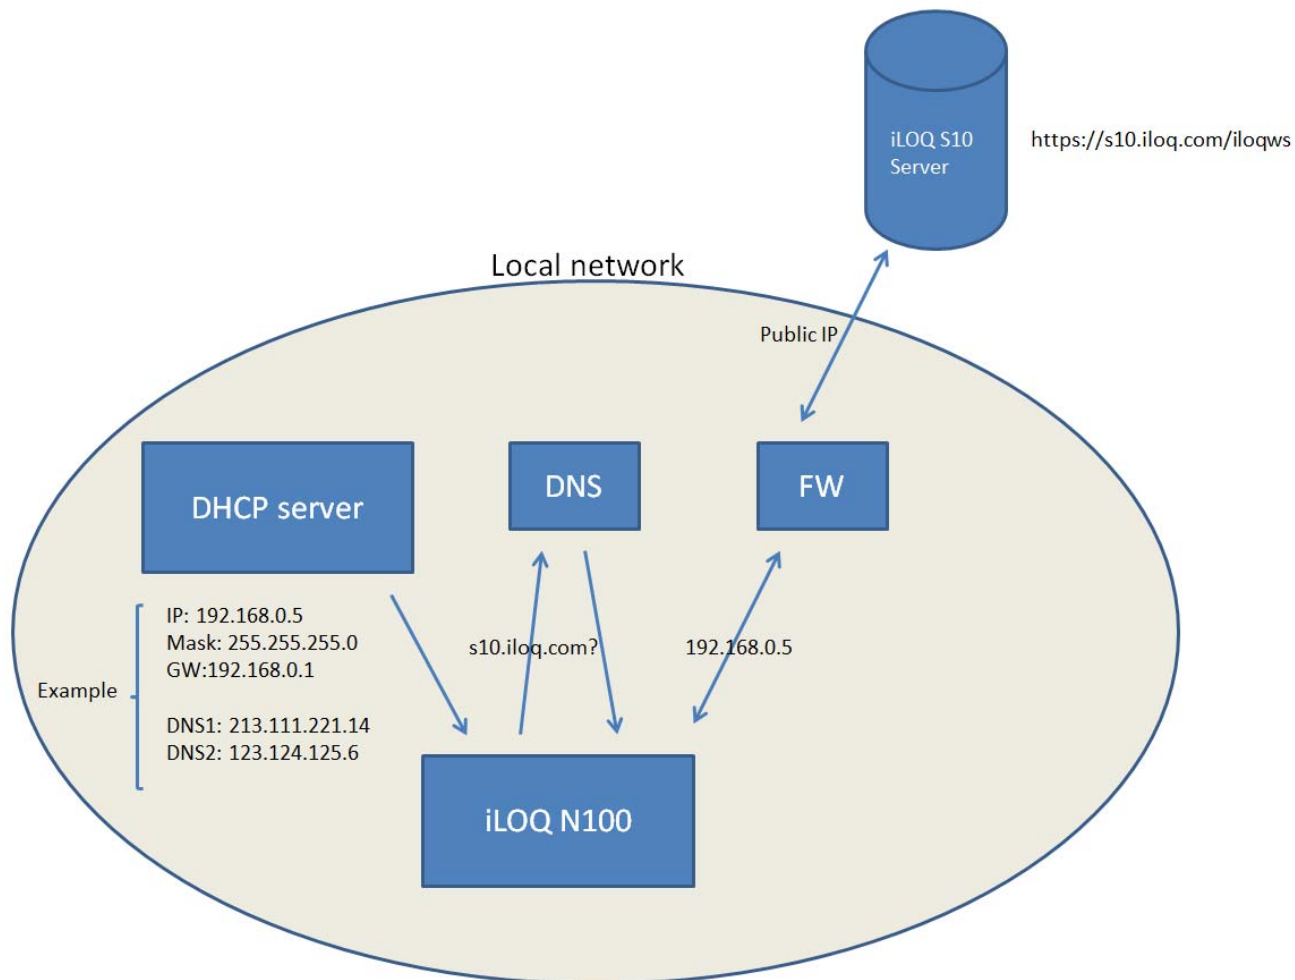 iLOQ S10
Server
https://s10.iloq.com/iloqws
Local network
Public IP
DHCP server
DNS
FW
IP: 192.168.0.5
Mask: 255.255.255.0
GW:192.168.0.1
s10.iloq.com?
192.168.0.5
Example
DNS1: 213.111.221.14
DNS2: 123.124.125.6
iLOQ N100